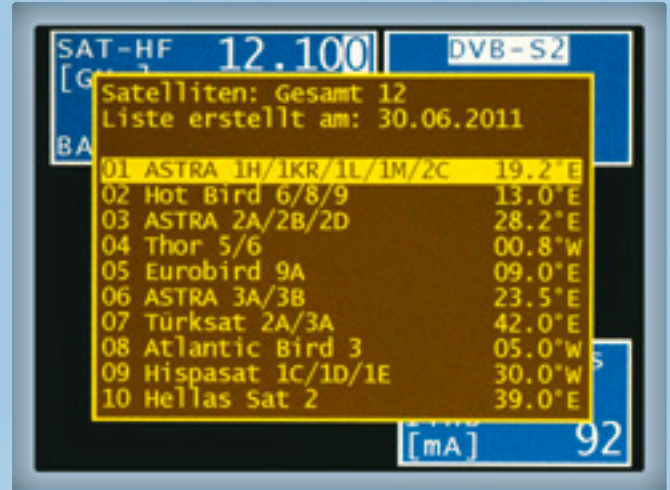 SAT-HF 12.100
DVB-S2
Satelliten: Gesamt 12
Liste erstellt am: 30.06.2011
BA
01 ASTRA 1H/1KR/1L/1M/2C 19.2°E
02 Hot Bird 6/8/9 13.0°E
03 ASTRA 2A/2B/2D 28.2°E
04 Thor 5/6 00.8°W
05 Eurobird 9A 09.0°E
06 ASTRA 3A/3B 23.5°E
07 Türksat 2A/3A 42.0°E
08 Atlantic Bird 3 05.0°W
09 Hispasat 1C/1D/1E 30.0°W
10 Hellas Sat 2 39.0°E
[mA] 92